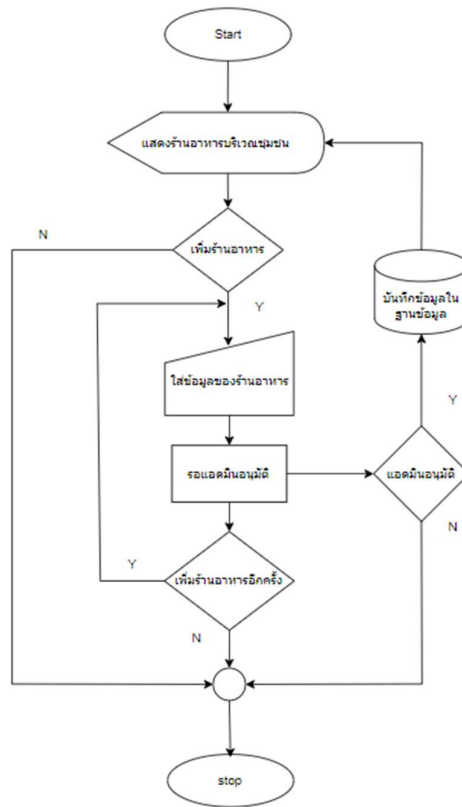 Start
แสดงร้านอาหารบริเวณชุมชน
N
เพิ่มร้านอาหาร
Y
บันทึกข้อมูลใน
ฐานข้อมูล
ใส่ข้อมูลของร้านอาหาร
Y
รอแอดมินอนุมัติ
แอดมินอนุมัติ
N
Y
เพิ่มร้านอาหารอีกครั้ง
N
stop